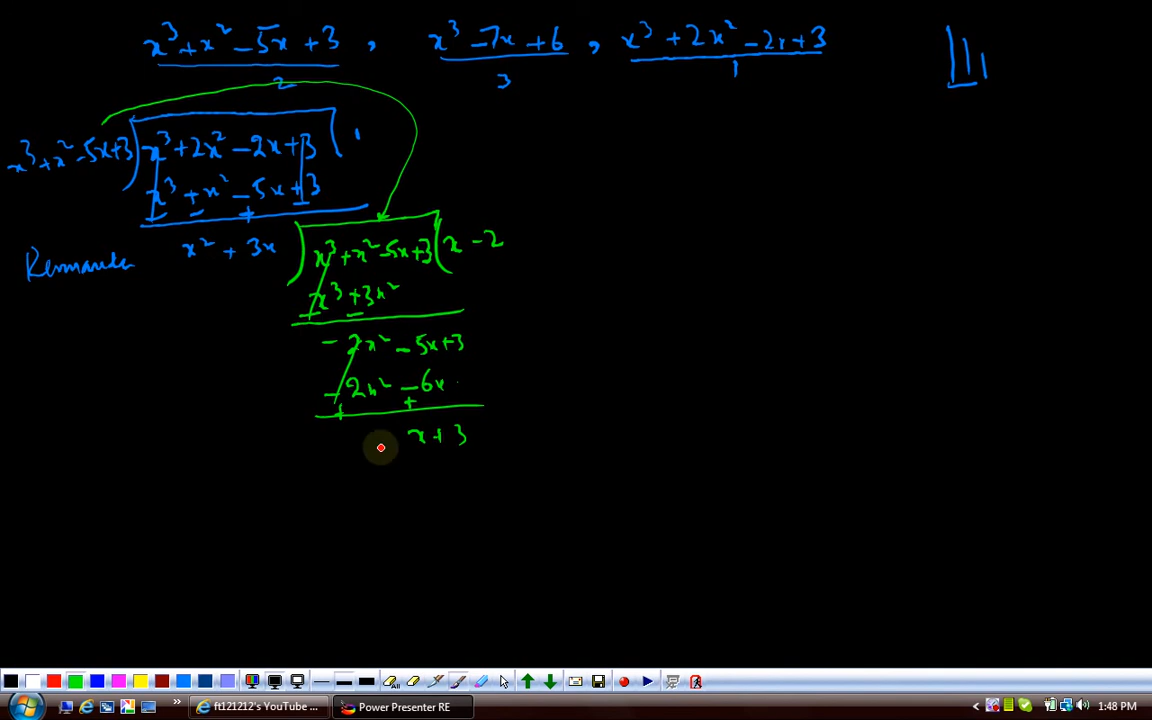 x³ + x² - 5x + 3 , x³ - 7x + 6 , x³ + 2x² - 2x + 3
2 3 1
x³ + x² - 5x + 3 ) x³ + 2x² - 2x + 3 ( 1
x³ + x² - 5x + 3
- - + -
x² + 3x ) x³ + x² - 5x + 3 ( x - 2
x³ + 3x²
- -
- 2x² - 5x + 3
- 2x² - 6x
+ +
x + 3
ft121212's YouTube ...
Power Presenter RE
1:48 PM